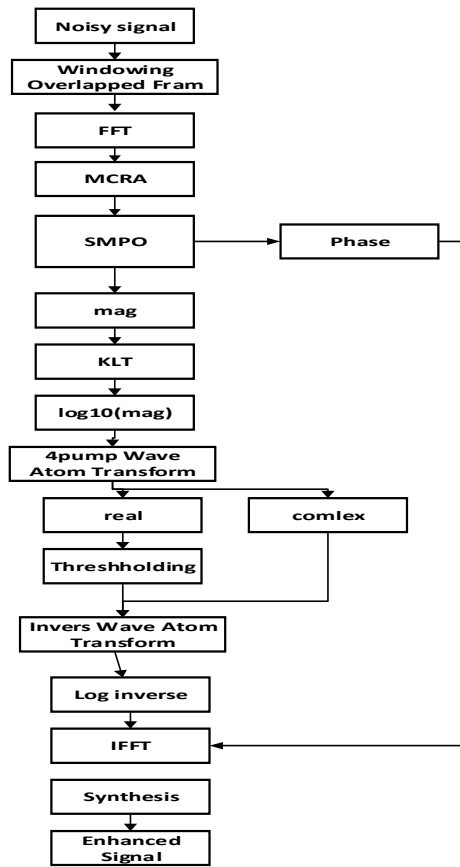 Noisy signal
Windowing
Overlapped Fram
FFT
MCRA
SMPO
Phase
mag
KLT
log10(mag)
4pump Wave
Atom Transform
real
comlex
Threshholding
Invers Wave Atom
Transform
Log inverse
IFFT
Synthesis
Enhanced
Signal